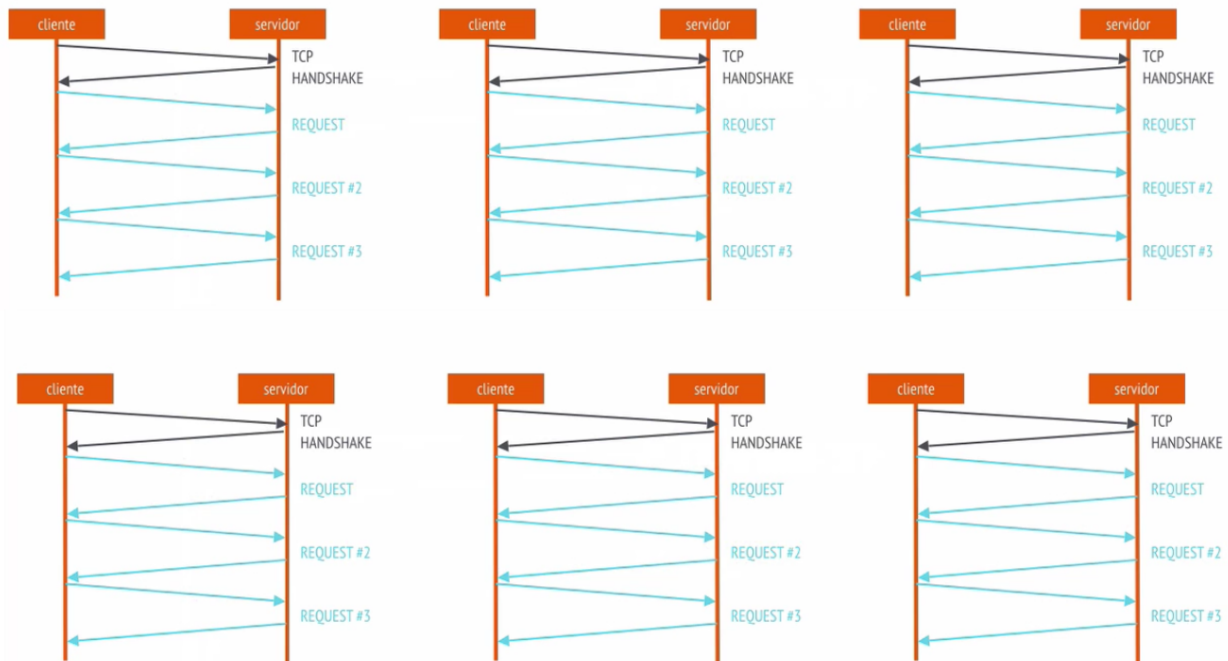 cliente servidor
TCP
HANDSHAKE
REQUEST
REQUEST #2
REQUEST #3
cliente servidor
TCP
HANDSHAKE
REQUEST
REQUEST #2
REQUEST #3
cliente servidor
TCP
HANDSHAKE
REQUEST
REQUEST #2
REQUEST #3
cliente servidor
TCP
HANDSHAKE
REQUEST
REQUEST #2
REQUEST #3
cliente servidor
TCP
HANDSHAKE
REQUEST
REQUEST #2
REQUEST #3
cliente servidor
TCP
HANDSHAKE
REQUEST
REQUEST #2
REQUEST #3